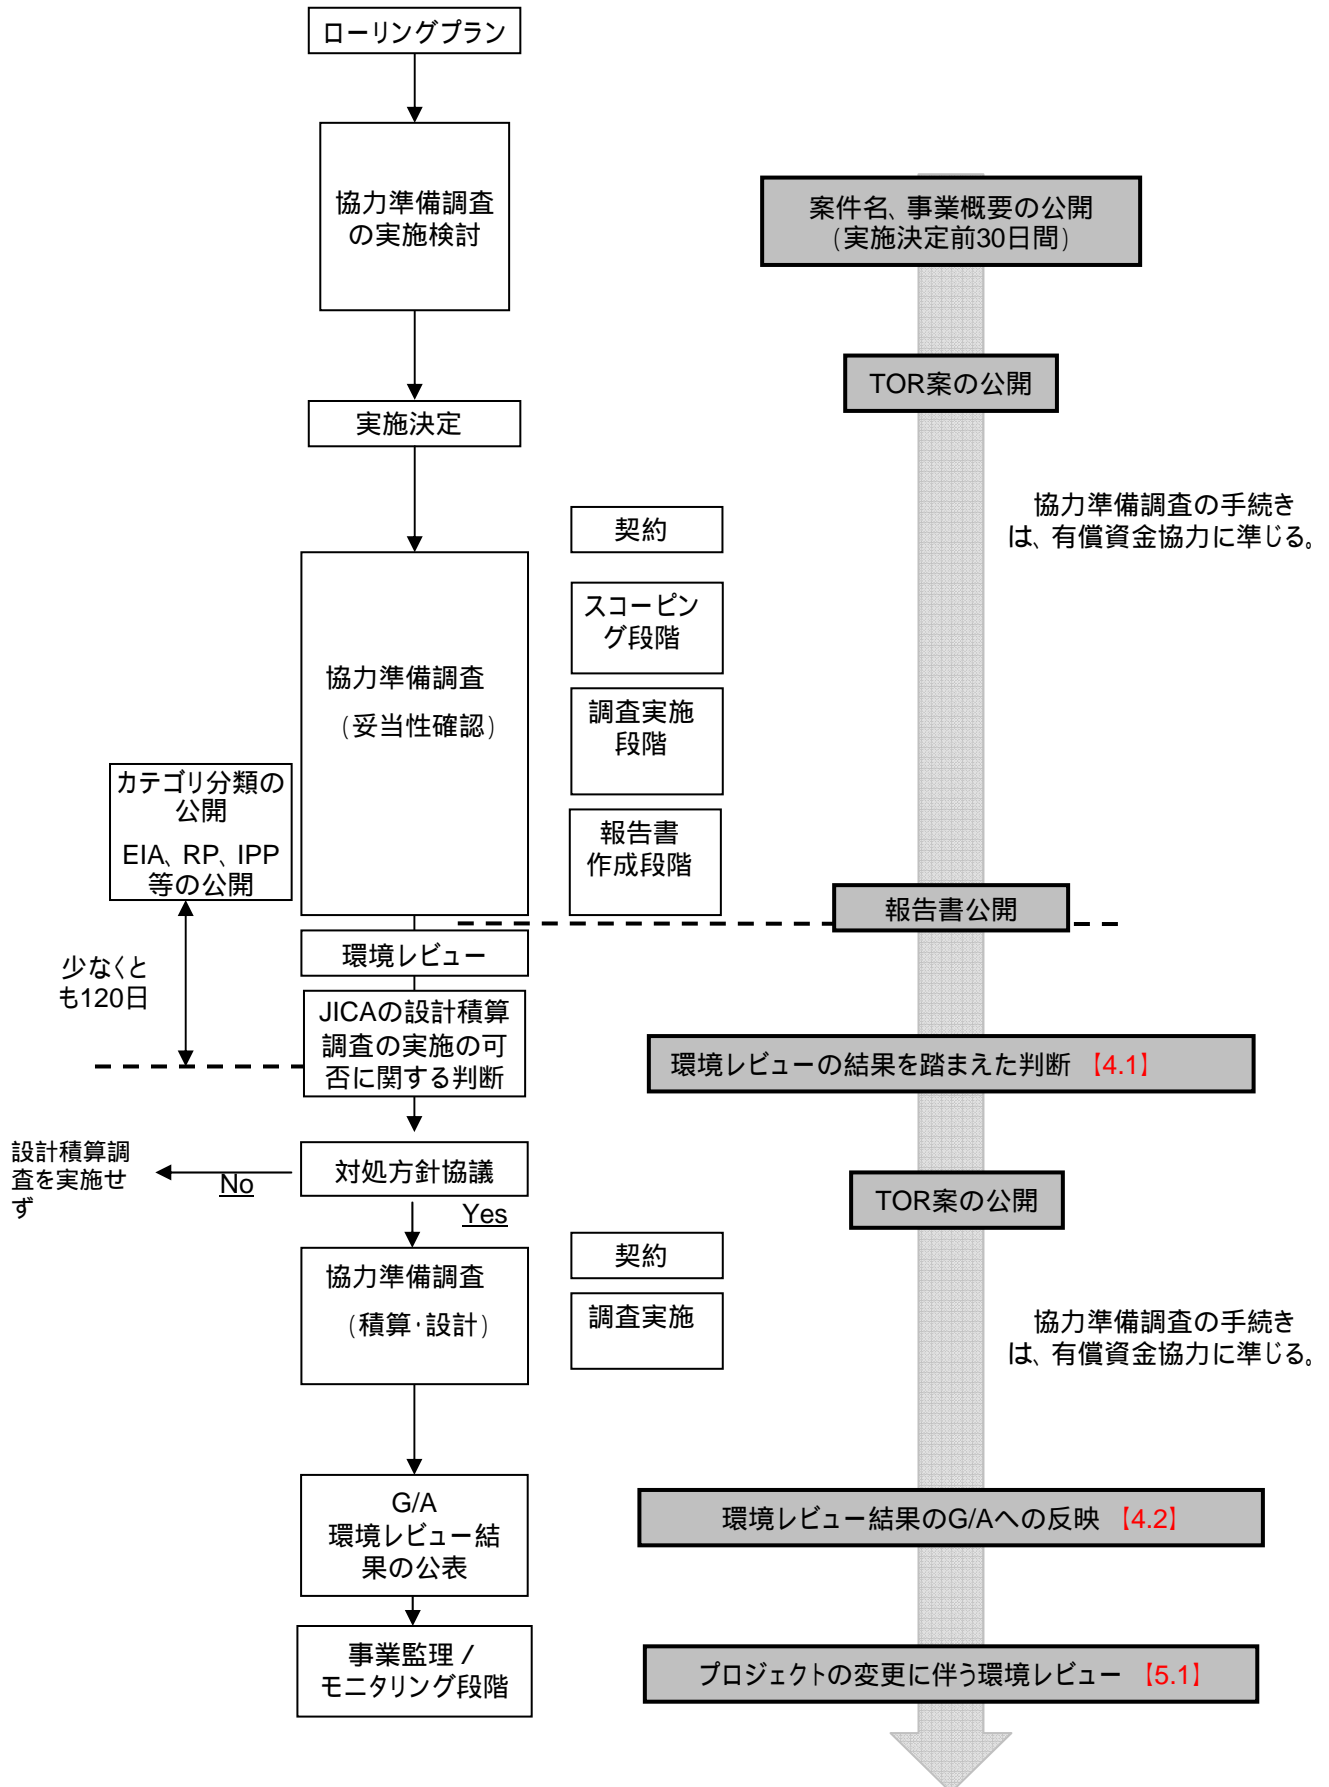 ローリングプラン
協力準備調査
の実施検討
案件名、事業概要の公開
（実施決定前30日間）
TOR案の公開
実施決定
協力準備調査の手続き
は、有償資金協力に準じる。
契約
スコーピン
グ段階
協力準備調査
（妥当性確認）
調査実施
段階
カテゴリ分類の
公開
EIA、RP、IPP
等の公開
報告書
作成段階
報告書公開
環境レビュー
少なくと
も120日
JICAの設計積算
調査の実施の可
否に関する判断
環境レビューの結果を踏まえた判断 【4.1】
設計積算調
査を実施せ
ず
No
対処方針協議
TOR案の公開
Yes
契約
協力準備調査
（積算・設計）
調査実施
協力準備調査の手続き
は、有償資金協力に準じる。
G/A
環境レビュー結
果の公表
環境レビュー結果のG/Aへの反映 【4.2】
事業監理／
モニタリング段階
プロジェクトの変更に伴う環境レビュー 【5.1】